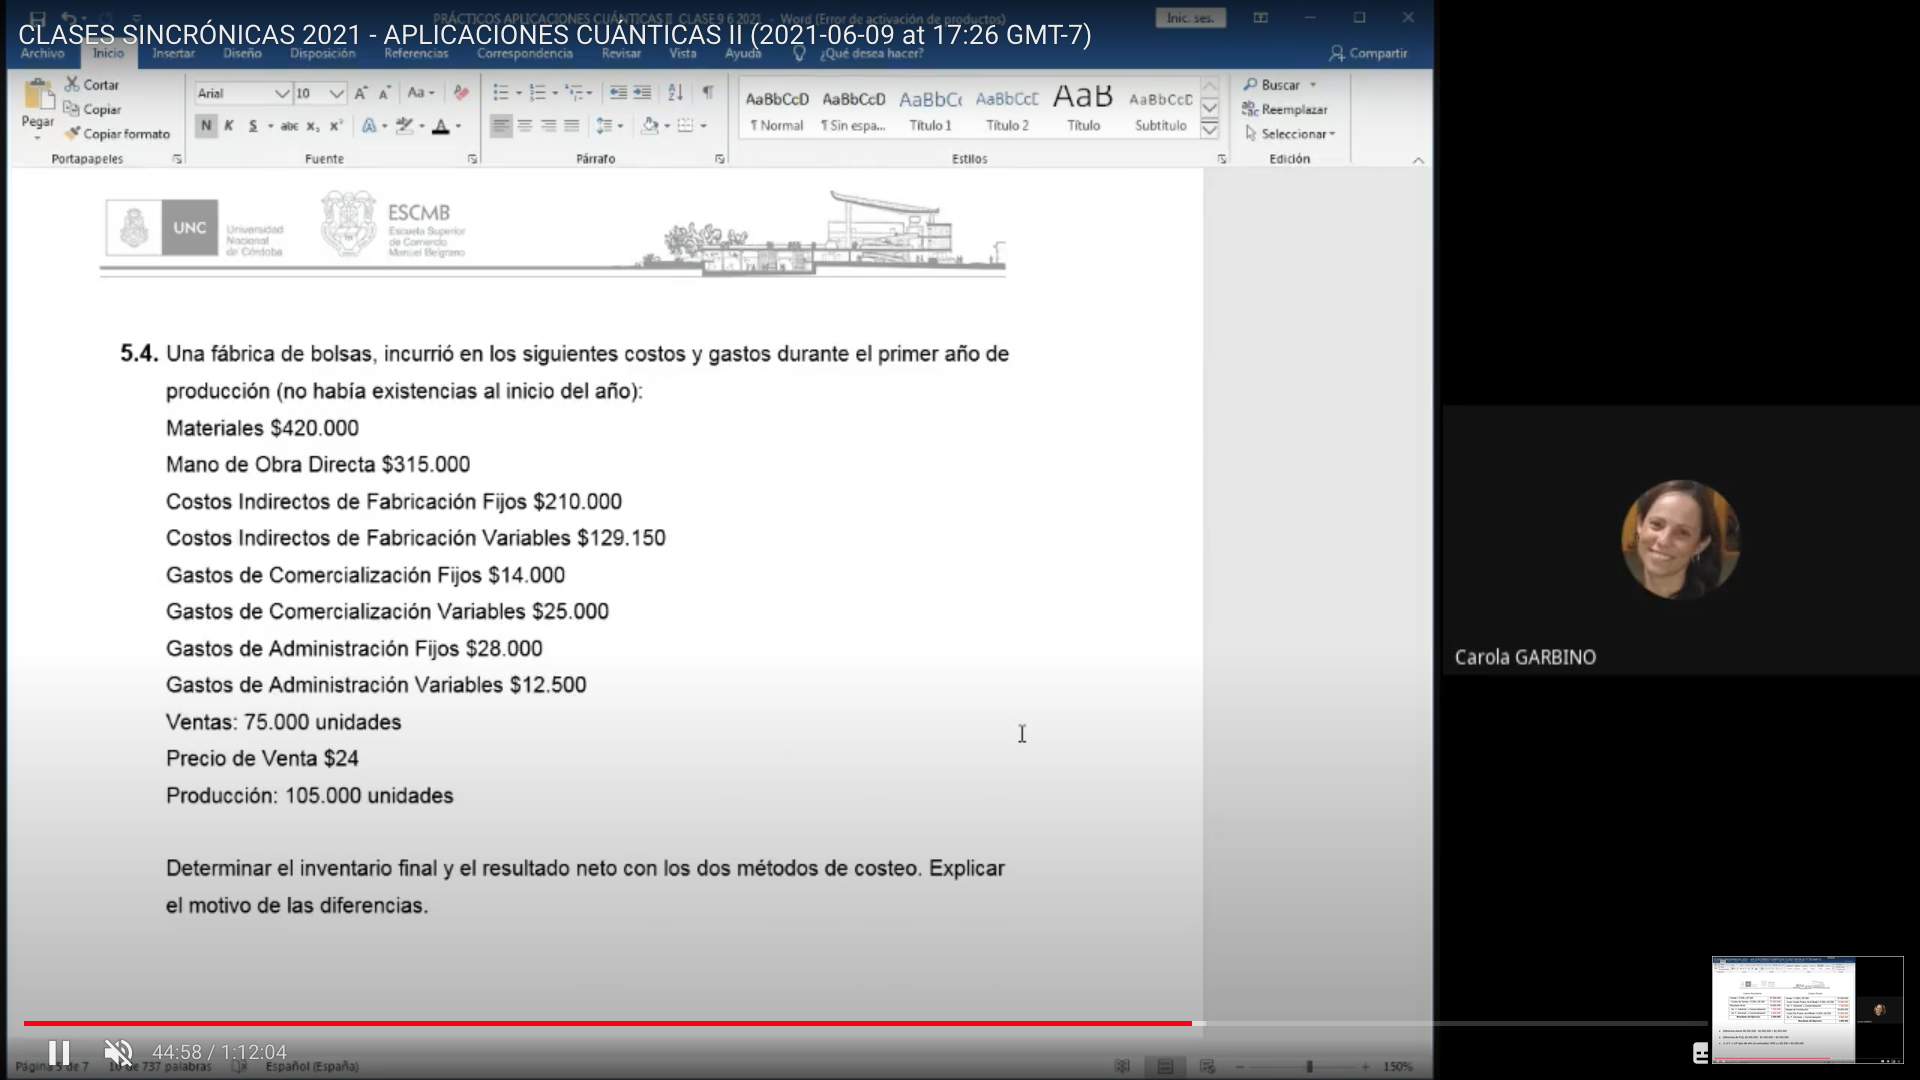 PRÁCTICOS APLICACIONES CUÁNTICAS II CLASE 9 6 2021 - Word (Error de activación de productos)
Inic. ses.
CLASES SINCRÓNICAS 2021 - APLICACIONES CUÁNTICAS II (2021-06-09 at 17:26 GMT-7)
Archivo Inicio Insertar Diseño Disposición Referencias Correspondencia Revisar Vista Ayuda ¿Qué desea hacer? Compartir
Pegar
Cortar
Copiar
Copiar formato
Portapapeles
Arial 10
Aa
N K S abc x₂ x²
A A
Fuente
Párrafo
AaBbCcD AaBbCcD AaBbC AaBbCcD AaB AaBbCcD
¶ Normal ¶ Sin espa... Título 1 Título 2 Título Subtítulo
Estilos
Buscar
Reemplazar
Seleccionar
Edición
UNC
Universidad
Nacional
de Córdoba
ESCMB
Escuela Superior
de Comercio
Manuel Belgrano
5.4. Una fábrica de bolsas, incurrió en los siguientes costos y gastos durante el primer año de
producción (no había existencias al inicio del año):
Materiales $420.000
Mano de Obra Directa $315.000
Costos Indirectos de Fabricación Fijos $210.000
Costos Indirectos de Fabricación Variables $129.150
Gastos de Comercialización Fijos $14.000
Gastos de Comercialización Variables $25.000
Gastos de Administración Fijos $28.000
Gastos de Administración Variables $12.500
Ventas: 75.000 unidades
Precio de Venta $24
Producción: 105.000 unidades
Determinar el inventario final y el resultado neto con los dos métodos de costeo. Explicar
el motivo de las diferencias.
Carola GARBINO
44:58 / 1:12:04
Página 5 de 7 de 737 palabras Español (España) 150%